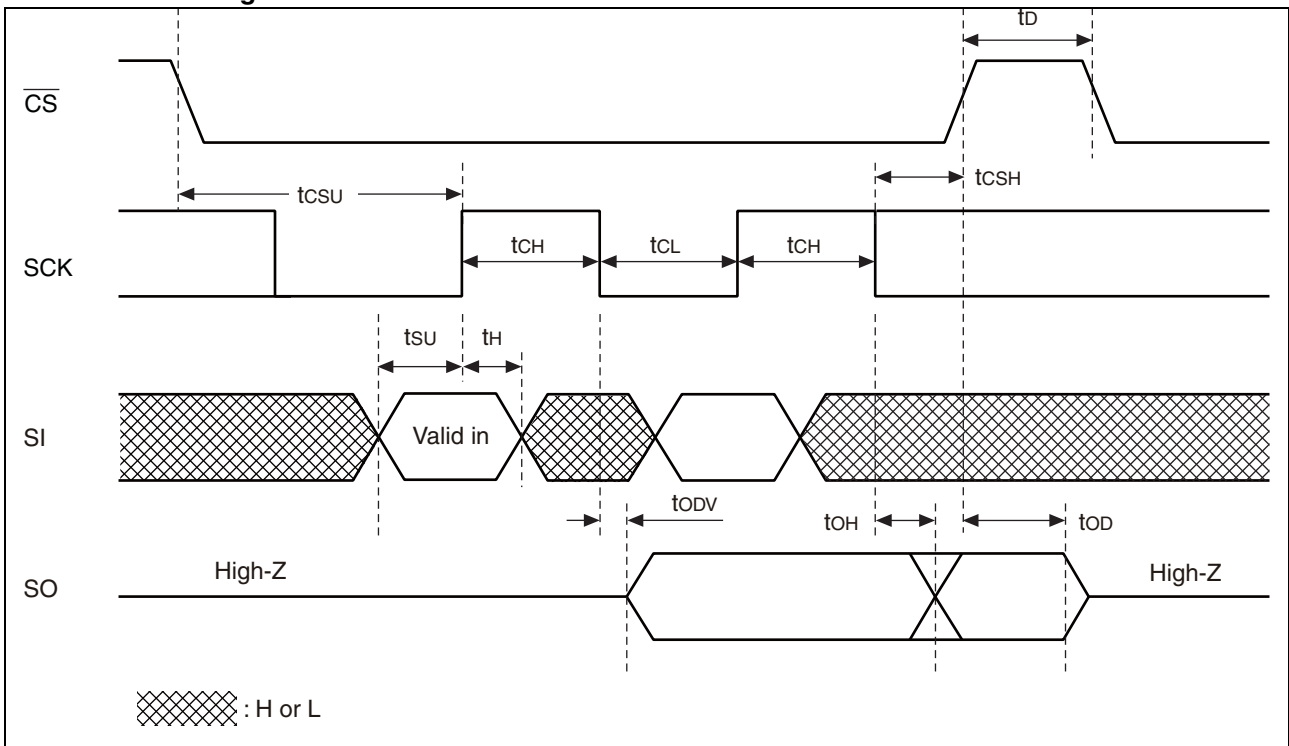 g
tD
CS
tCSU
tCSH
SCK
tCH
tCL
tCH
tSU
tH
SI
Valid in
tODV
tOH
tOD
SO
High-Z
High-Z
: H or L